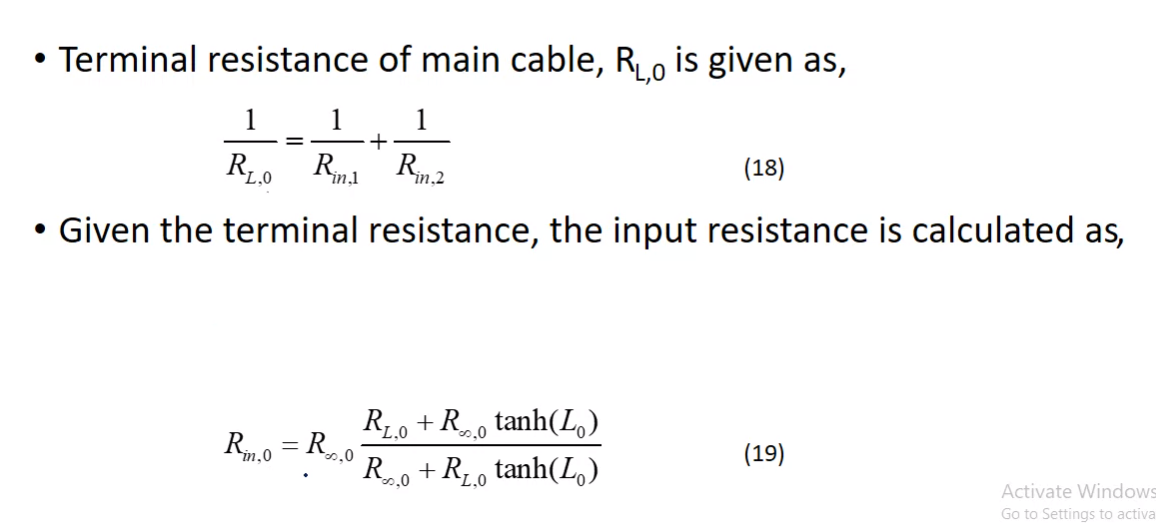 • Terminal resistance of main cable, R_{L,0} is given as,
\frac{1}{R_{L,0}} = \frac{1}{R_{in,1}} + \frac{1}{R_{in,2}} (18)
• Given the terminal resistance, the input resistance is calculated as,
R_{in,0} = R_{∞,0} \frac{R_{L,0} + R_{∞,0} \tanh(L_0)}{R_{∞,0} + R_{L,0} \tanh(L_0)} (19)
Activate Windows
Go to Settings to activa